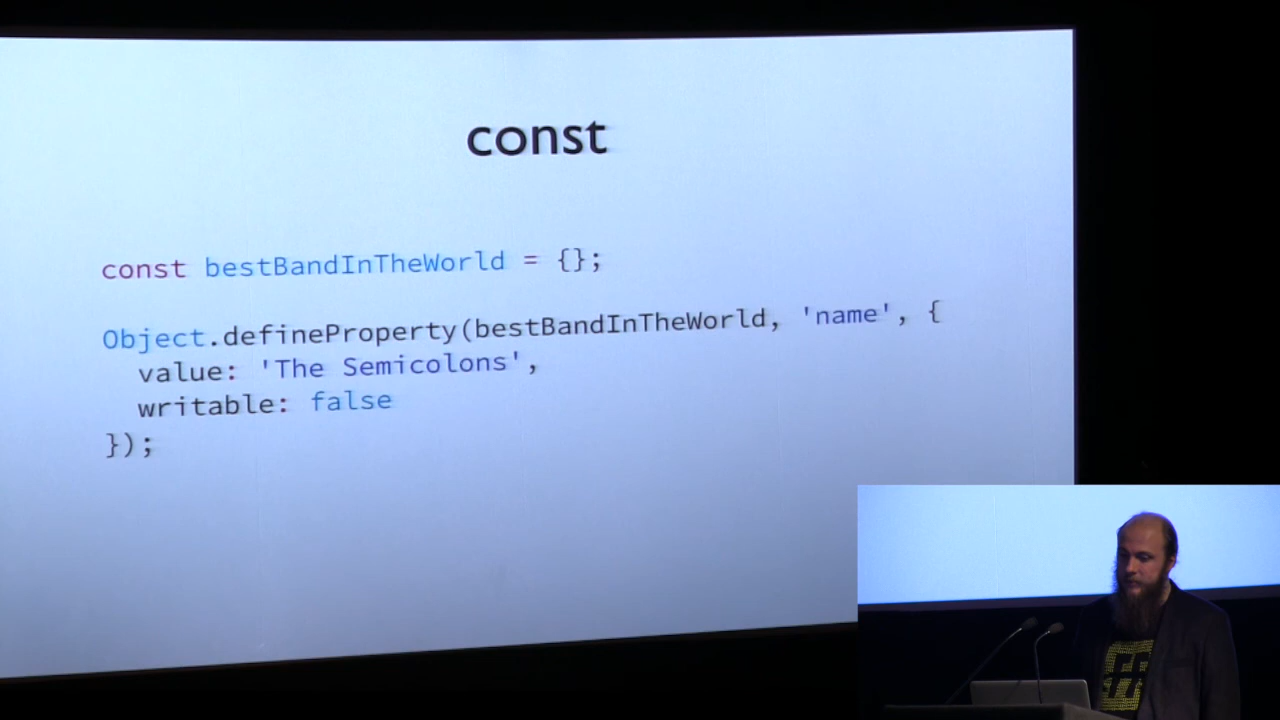 const
const bestBandInTheWorld = {};
Object.defineProperty(bestBandInTheWorld, 'name', {
  value: 'The Semicolons',
  writable: false
});